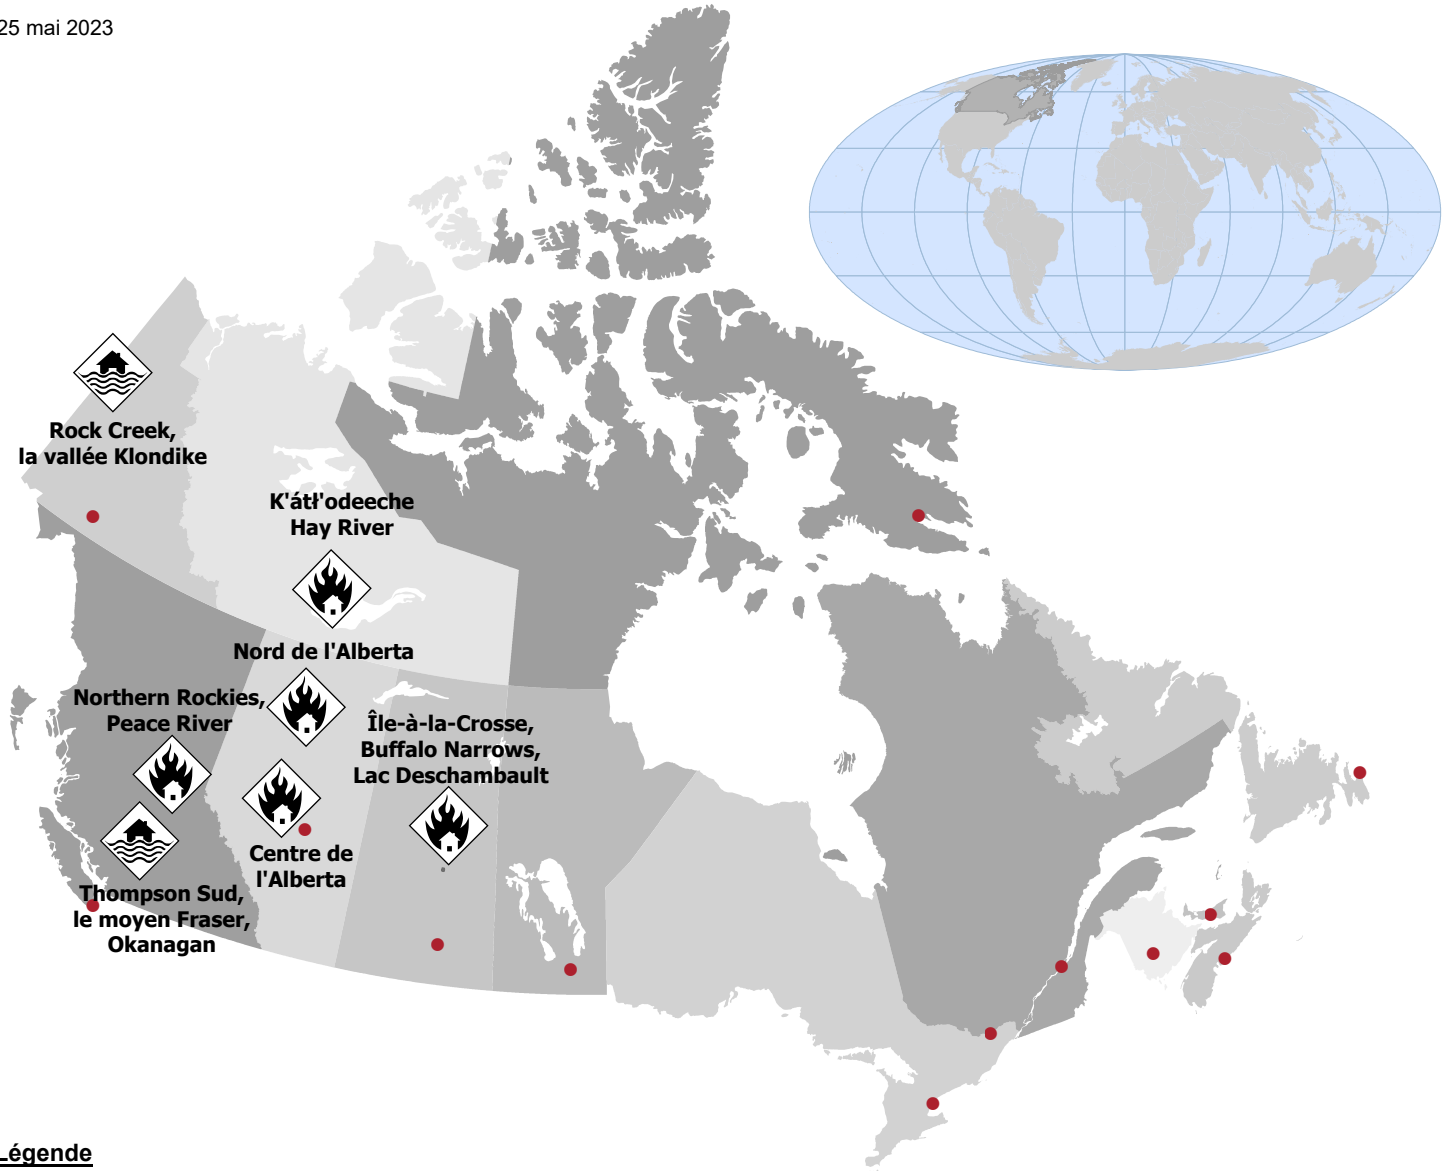 25 mai 2023
Rock Creek,
la vallée Klondike
K'átł'odeeche
Hay River
Nord de l'Alberta
Northern Rockies,
Peace River
Île-à-la-Crosse,
Buffalo Narrows,
Lac Deschambault
Centre de
l'Alberta
Thompson Sud,
le moyen Fraser,
Okanagan
Légende